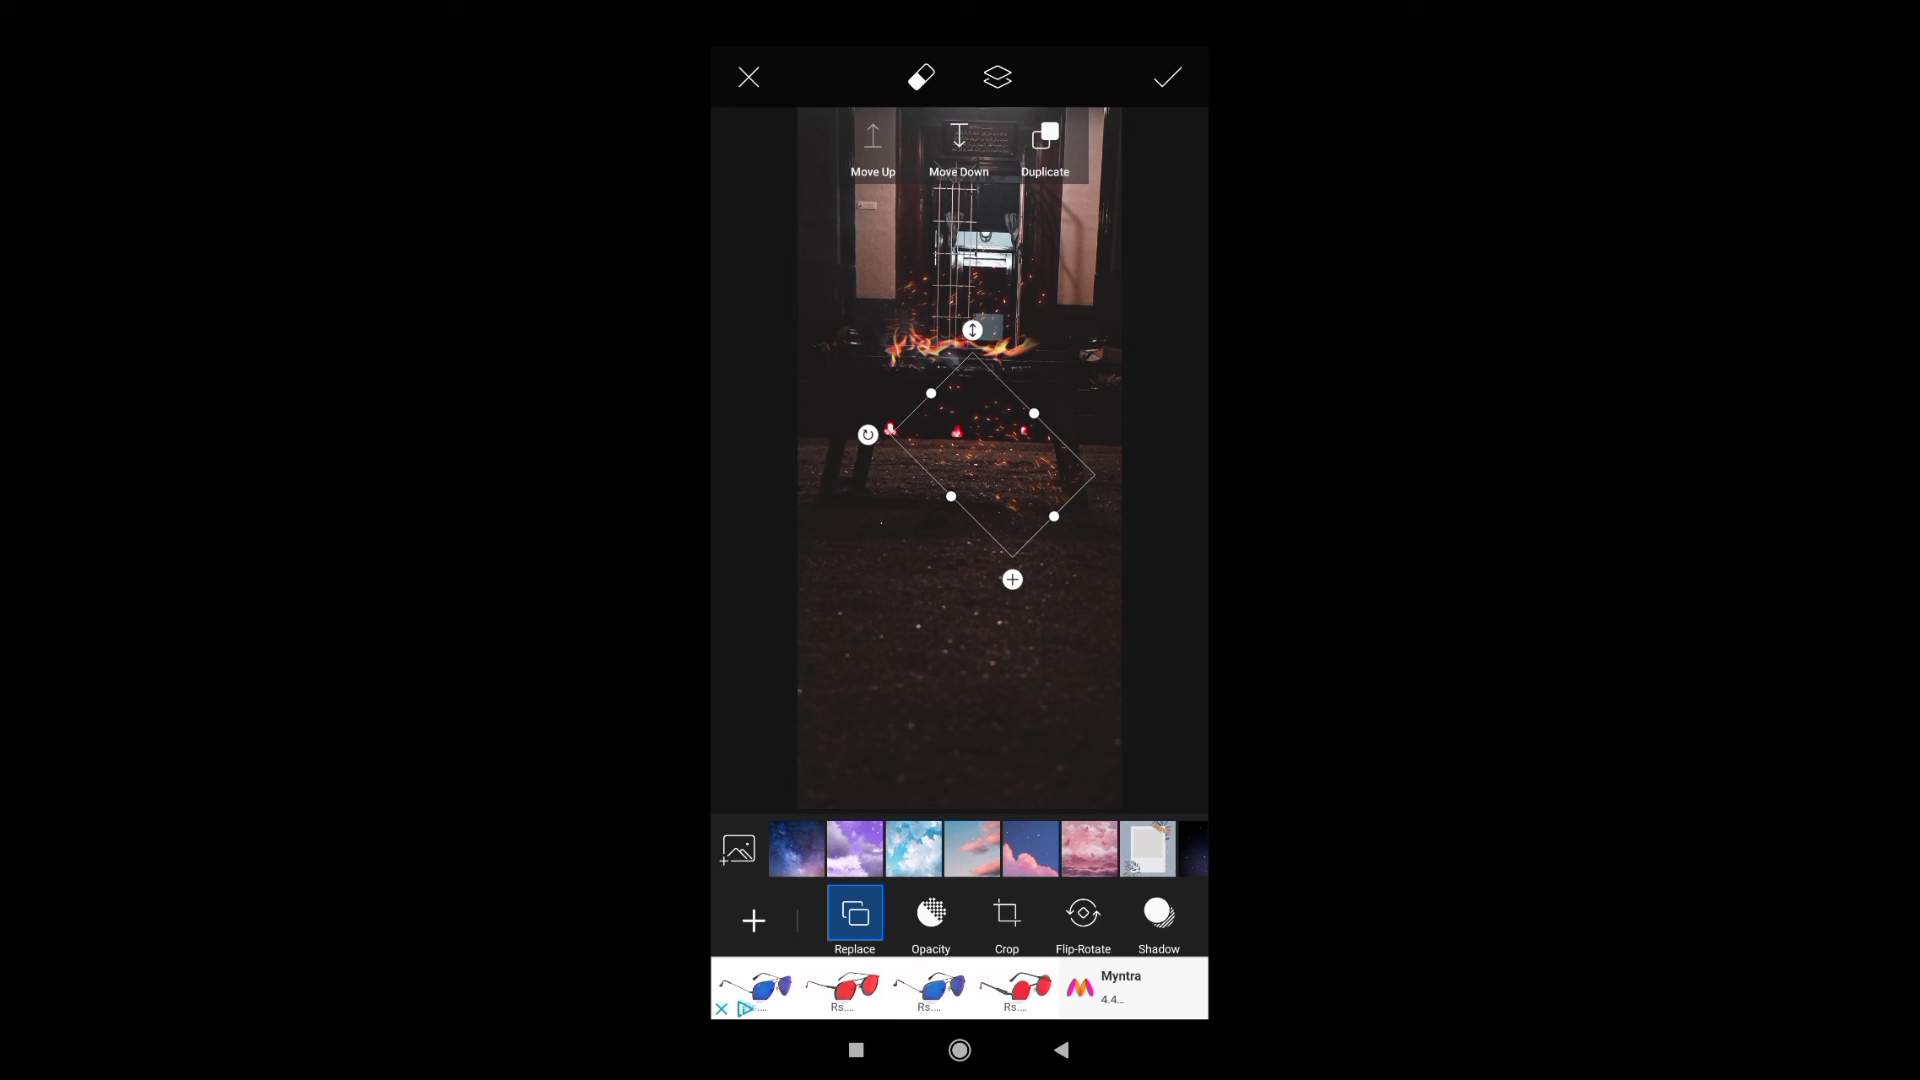 Move Up Move Down Duplicate
Replace Opacity Crop Flip-Rotate Shadow
Myntra
4.4...
Rs.... Rs.... Rs....